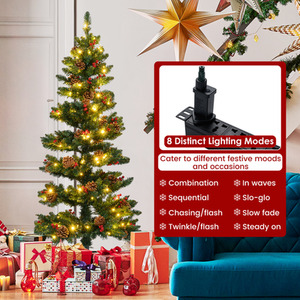 8 Distinct Lighting Modes
Cater to different festive moods
and occasions
Combination
In waves
Sequential
Slo-glo
Chasing/flash
Slow fade
Twinkle/flash
Steady on